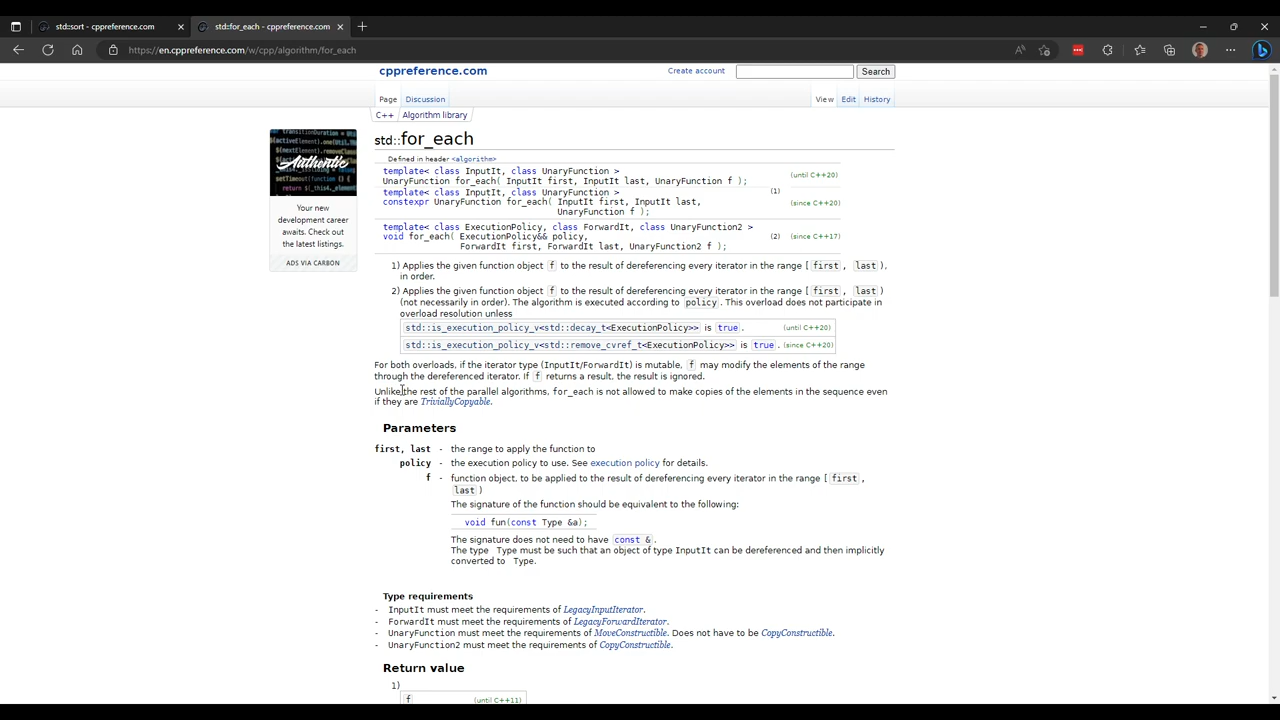 std::sort - cppreference.com
std::for_each - cppreference.com
https://en.cppreference.com/w/cpp/algorithm/for_each
cppreference.com
Create account
Search
Page Discussion
View Edit History
C++ Algorithm library
std::for_each
Authentic
Your new
development career
awaits. Check out
the latest listings.
ADS VIA CARBON
Defined in header <algorithm>
template< class InputIt, class UnaryFunction >
UnaryFunction for_each( InputIt first, InputIt last, UnaryFunction f );
(until C++20)
(1)
template< class InputIt, class UnaryFunction >
constexpr UnaryFunction for_each( InputIt first, InputIt last,
UnaryFunction f );
(since C++20)
template< class ExecutionPolicy, class ForwardIt, class UnaryFunction2 >
void for_each( ExecutionPolicy&& policy,
ForwardIt first, ForwardIt last, UnaryFunction2 f );
(2) (since C++17)
1) Applies the given function object f to the result of dereferencing every iterator in the range [first, last),
in order.
2) Applies the given function object f to the result of dereferencing every iterator in the range [first, last)
(not necessarily in order). The algorithm is executed according to policy. This overload does not participate in
overload resolution unless
std::is_execution_policy_v<std::decay_t<ExecutionPolicy>> is true. (until C++20)
std::is_execution_policy_v<std::remove_cvref_t<ExecutionPolicy>> is true. (since C++20)
For both overloads, if the iterator type (InputIt/ForwardIt) is mutable, f may modify the elements of the range
through the dereferenced iterator. If f returns a result, the result is ignored.
Unlike the rest of the parallel algorithms, for_each is not allowed to make copies of the elements in the sequence even
if they are TriviallyCopyable.
Parameters
first, last - the range to apply the function to
policy - the execution policy to use. See execution policy for details.
f - function object, to be applied to the result of dereferencing every iterator in the range [first,
last)
The signature of the function should be equivalent to the following:
void fun(const Type &a);
The signature does not need to have const &.
The type Type must be such that an object of type InputIt can be dereferenced and then implicitly
converted to Type.
Type requirements
- InputIt must meet the requirements of LegacyInputIterator.
- ForwardIt must meet the requirements of LegacyForwardIterator.
- UnaryFunction must meet the requirements of MoveConstructible. Does not have to be CopyConstructible.
- UnaryFunction2 must meet the requirements of CopyConstructible.
Return value
1)
f (until C++11)